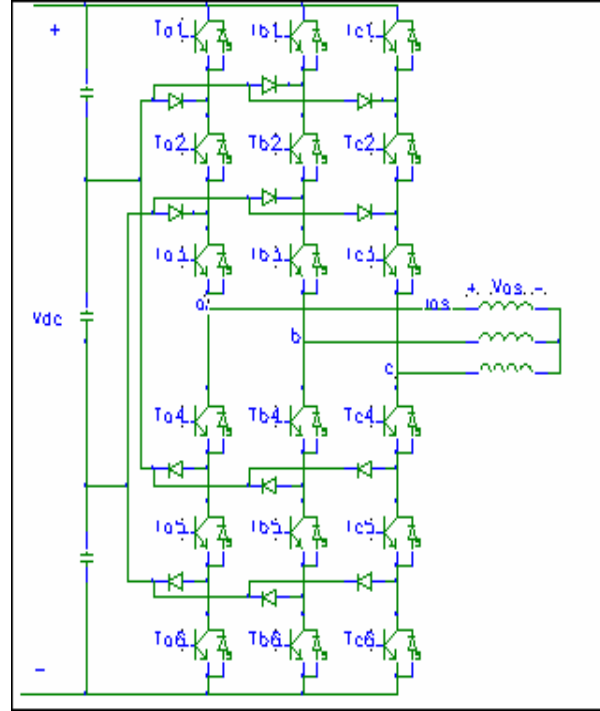 + Ta1 Tb1 Tc1
Ta2 Tb2 Tc2
Ta3 Tb3 Tc3
a ias + Vas -
Vdc
b
c
Ta4 Tb4 Tc4
Ta5 Tb5 Tc5
Ta6 Tb6 Tc6
-